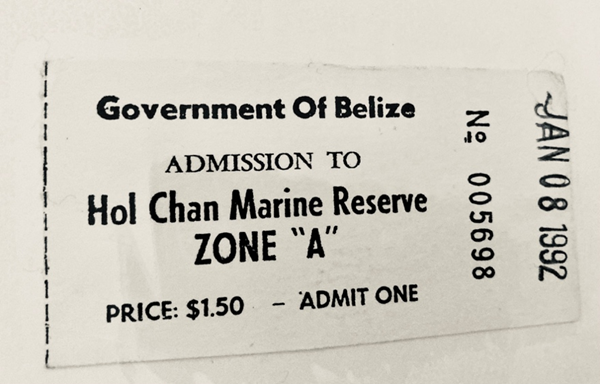 Government Of Belize
ADMISSION TO
Hol Chan Marine Reserve
ZONE "A"
PRICE: $1.50 – ADMIT ONE
Nº 005698
JAN 08 1992